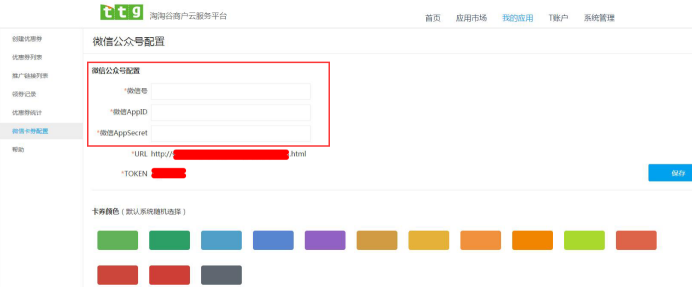 ttg 淘淘谷商户云服务平台
首页 应用市场 我的应用 T账户 系统管理
创建优惠券
优惠券列表
推广链接列表
领券记录
优惠券统计
微信卡券配置
帮助
微信公众号配置
微信公众号配置
*微信号
*微信AppID
*微信AppSecret
*URL http:// .html
*TOKEN
保存
卡券颜色（默认系统随机选择）